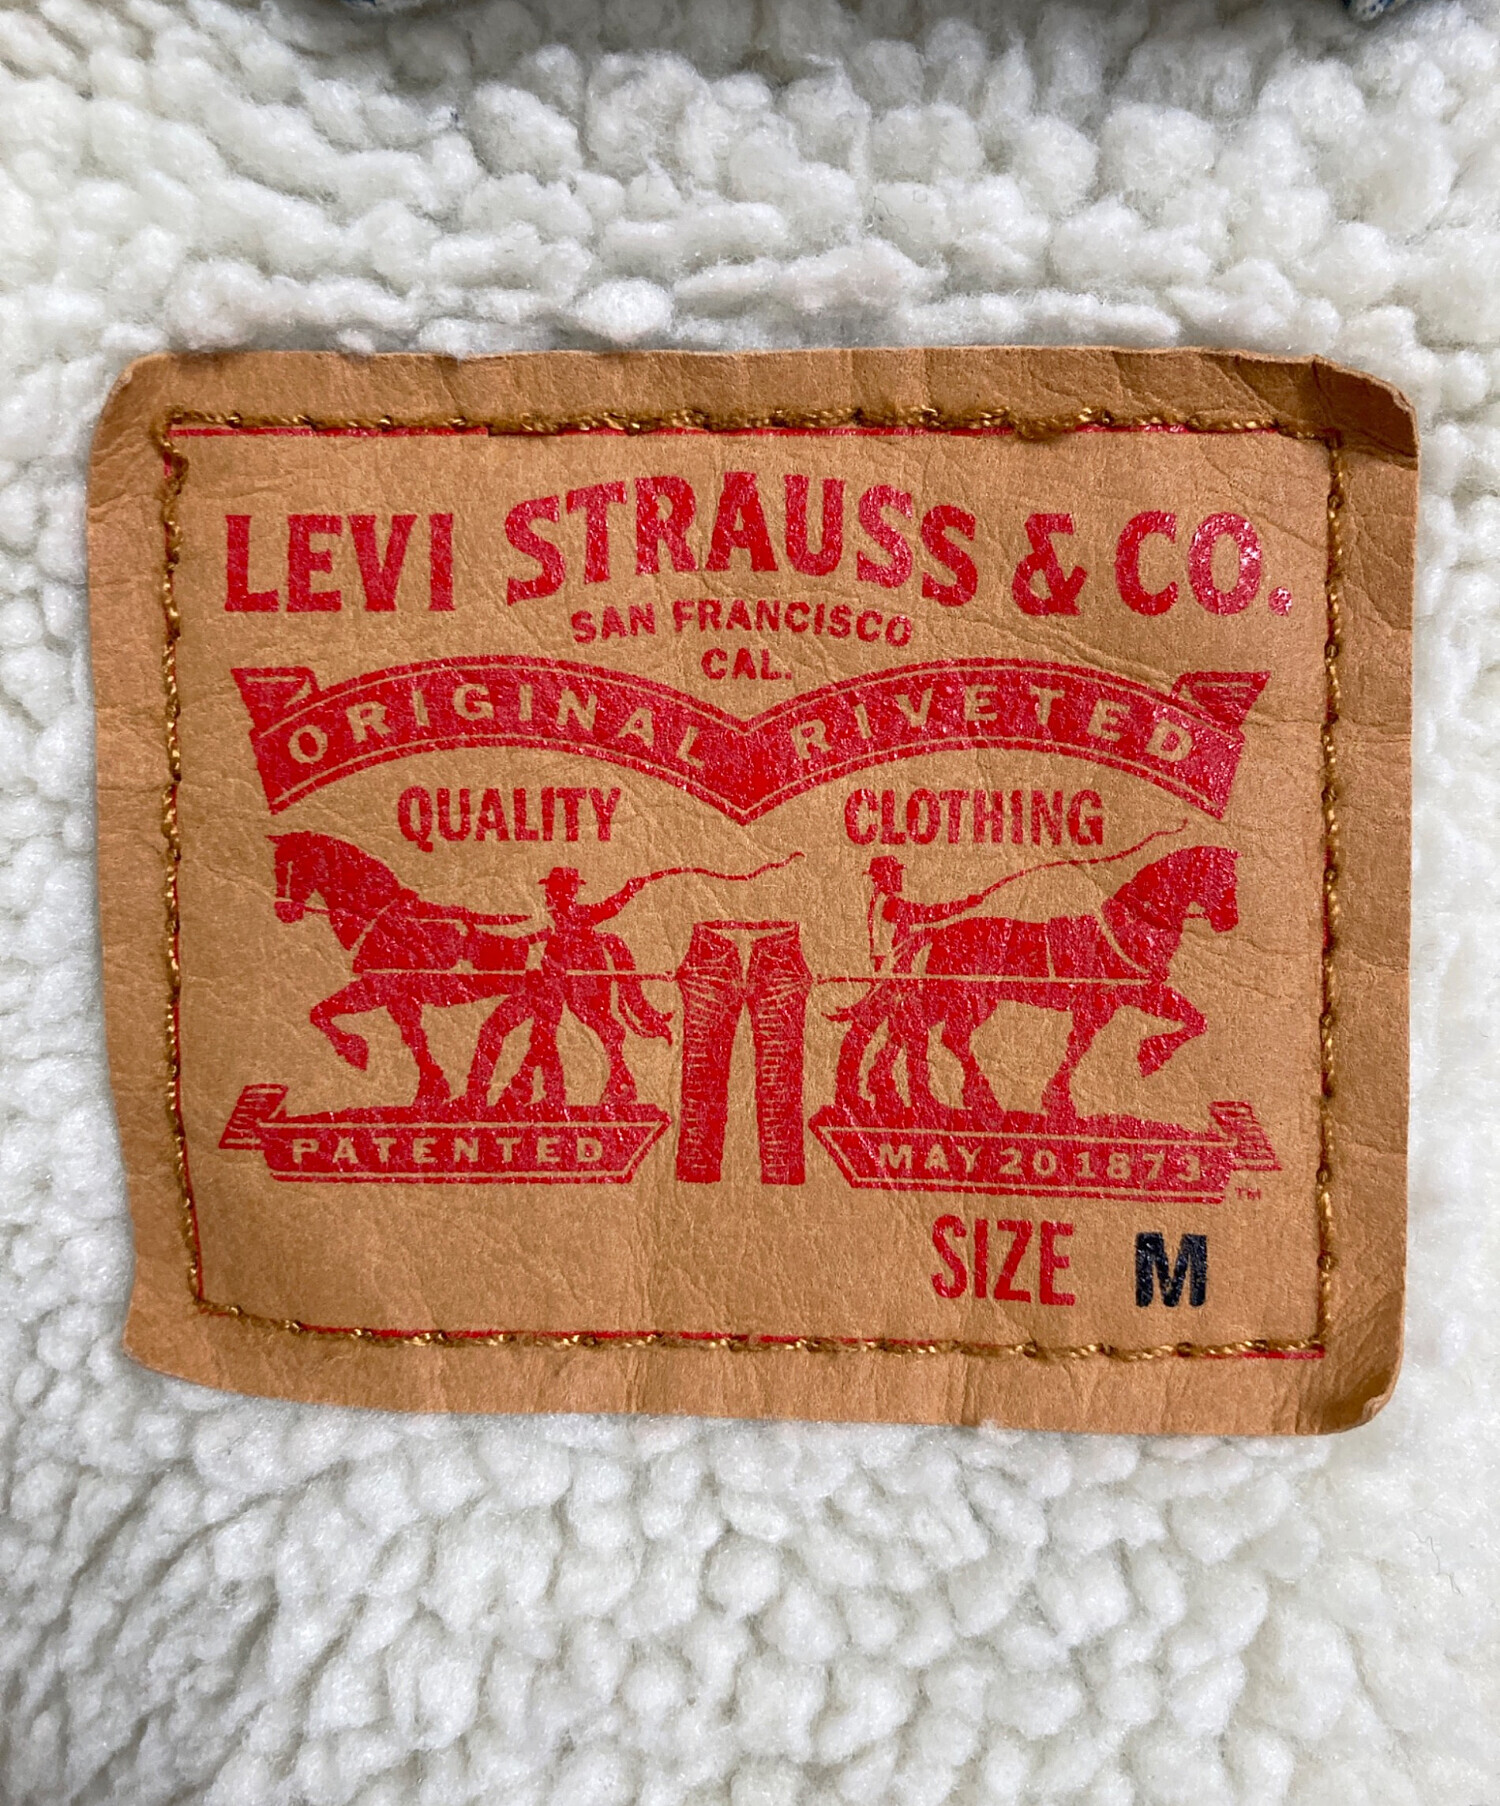 LEVI STRAUSS & CO.
SAN FRANCISCO
CAL.
ORIGINAL RIVETED
QUALITY CLOTHING
PATENTED MAY 20 1873
TM
SIZE M